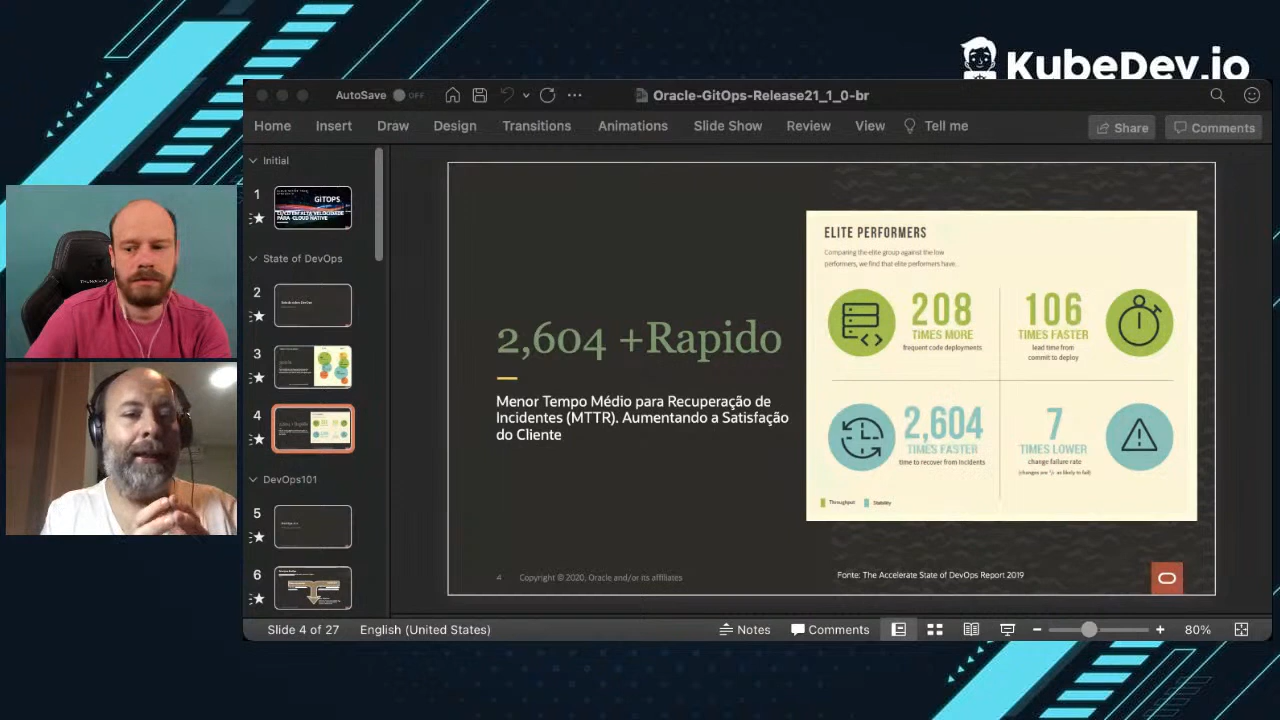 KubeDev.io
AutoSave OFF
Oracle-GitOps-Release21_1_0-br
Home Insert Draw Design Transitions Animations Slide Show Review View Tell me Share Comments
Initial
1
GITOPS
State of DevOps
2
3
4
DevOps101
5
6
2,604 +Rapido
Menor Tempo Médio para Recuperação de
Incidentes (MTTR). Aumentando a Satisfação
do Cliente
ELITE PERFORMERS
Comparing the elite group against the low
performers, we find that elite performers have...
208
TIMES MORE
frequent code deployments
106
TIMES FASTER
lead time from
commit to deploy
2,604
TIMES FASTER
time to recover from incidents
7
TIMES LOWER
change failure rate
Throughput Stability
4 Copyright © 2020, Oracle and/or its affiliates
Fonte: The Accelerate State of DevOps Report 2019
Slide 4 of 27 English (United States) Notes Comments 80%